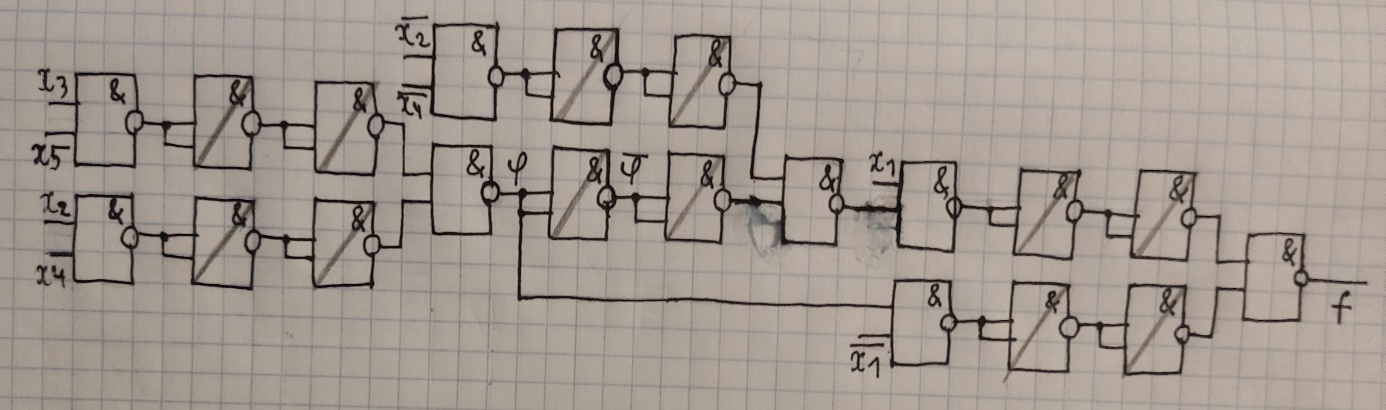 x̅2̅ & & &
x̅4̅
x3 & & &
x̅5̅
& φ & φ̅ & & x1 & & &
x2 & & &
x4
& & & &
x̅1̅
f